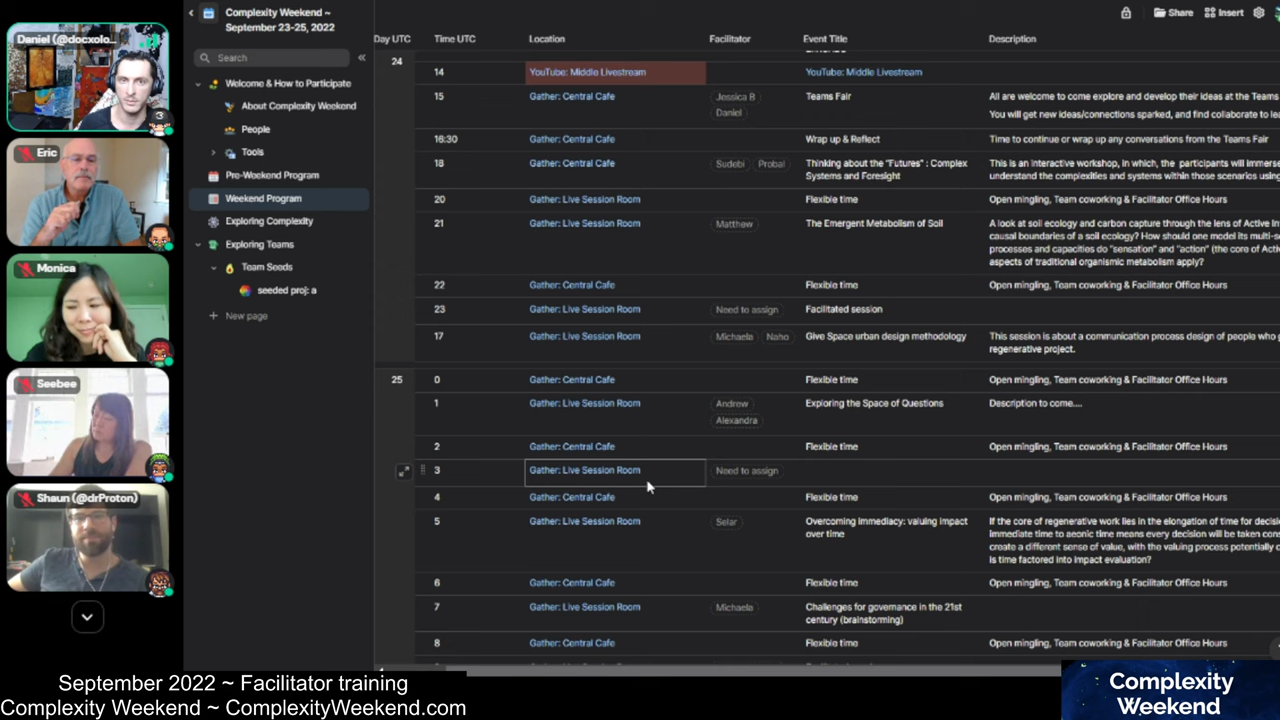 Daniel (@docxolo...
Eric
Monica
Seebee
Shaun (@drProton)
Complexity Weekend ~
September 23-25, 2022
Search
Welcome & How to Participate
About Complexity Weekend
People
Tools
Pre-Weekend Program
Weekend Program
Exploring Complexity
Exploring Teams
Team Seeds
seeded proj: a
New page
Share
Insert
Day UTC Time UTC Location Facilitator Event Title Description
24
14 YouTube: Middle Livestream YouTube: Middle Livestream
15 Gather: Central Cafe Jessica B Teams Fair All are welcome to come explore and develop their ideas at the Teams
Daniel You will get new ideas/connections sparked, and find collaborate to lea
16:30 Gather: Central Cafe Wrap up & Reflect Time to continue or wrap up any conversations from the Teams Fair
18 Gather: Central Cafe Sudebi Probal Thinking about the "Futures" : Complex This is an interactive workshop, in which, the participants will immerse
Systems and Foresight understand the complexities and systems within those scenarios using
20 Gather: Live Session Room Flexible time Open mingling, Team coworking & Facilitator Office Hours
21 Gather: Live Session Room Matthew The Emergent Metabolism of Soil A look at soil ecology and carbon capture through the lens of Active In
causal boundaries of a soil ecology? How should one model its multi-s
processes and capacities do "sensation" and "action" (the core of Acti
aspects of traditional organismic metabolism apply?
22 Gather: Central Cafe Flexible time Open mingling, Team coworking & Facilitator Office Hours
23 Gather: Live Session Room Need to assign Facilitated session
17 Gather: Live Session Room Michaela Naho Give Space urban design methodology This session is about a communication process design of people who g
regenerative project.
25 0 Gather: Central Cafe Flexible time Open mingling, Team coworking & Facilitator Office Hours
1 Gather: Live Session Room Andrew Exploring the Space of Questions Description to come....
Alexandra
2 Gather: Central Cafe Flexible time Open mingling, Team coworking & Facilitator Office Hours
3 Gather: Live Session Room Need to assign
4 Gather: Central Cafe Flexible time Open mingling, Team coworking & Facilitator Office Hours
5 Gather: Live Session Room Selar Overcoming Immediacy: valuing impact If the core of regenerative work lies in the elongation of time for decisi
over time immediate time to aeonic time means every decision will be taken cons
create a different sense of value, with the valuing process potentially c
is time factored into impact evaluation?
6 Gather: Central Cafe Flexible time Open mingling, Team coworking & Facilitator Office Hours
7 Gather: Live Session Room Michaela Challenges for governance in the 21st
century (brainstorming)
8 Gather: Central Cafe Flexible time Open mingling, Team coworking & Facilitator Office Hours
September 2022 ~ Facilitator training
Complexity Weekend ~ ComplexityWeekend.com
Complexity
Weekend